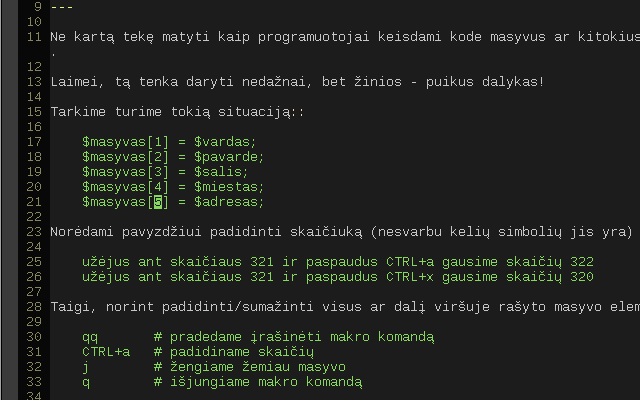 9 ---
10
11 Ne kartą tekę matyti kaip programuotojai keisdami kode masyvus ar kitokius
.
12
13 Laimei, tą tenka daryti nedažnai, bet žinios - puikus dalykas!
14
15 Tarkime turime tokią situaciją::
16
17 $masyvas[1] = $vardas;
18 $masyvas[2] = $pavarde;
19 $masyvas[3] = $salis;
20 $masyvas[4] = $miestas;
21 $masyvas[5] = $adresas;
22
23 Norėdami pavyzdžiui padidinti skaičiuką (nesvarbu kelių simbolių jis yra)
24
25 užėjus ant skaičiaus 321 ir paspaudus CTRL+a gausime skaičių 322
26 užėjus ant skaičiaus 321 ir paspaudus CTRL+x gausime skaičių 320
27
28 Taigi, norint padidinti/sumažinti visus ar dalį viršuje rašyto masyvo elem
29
30 qq # pradedame įrašinėti makro komandą
31 CTRL+a # padidiname skaičių
32 j # žengiame žemiau masyvo
33 q # išjungiame makro komandą
34